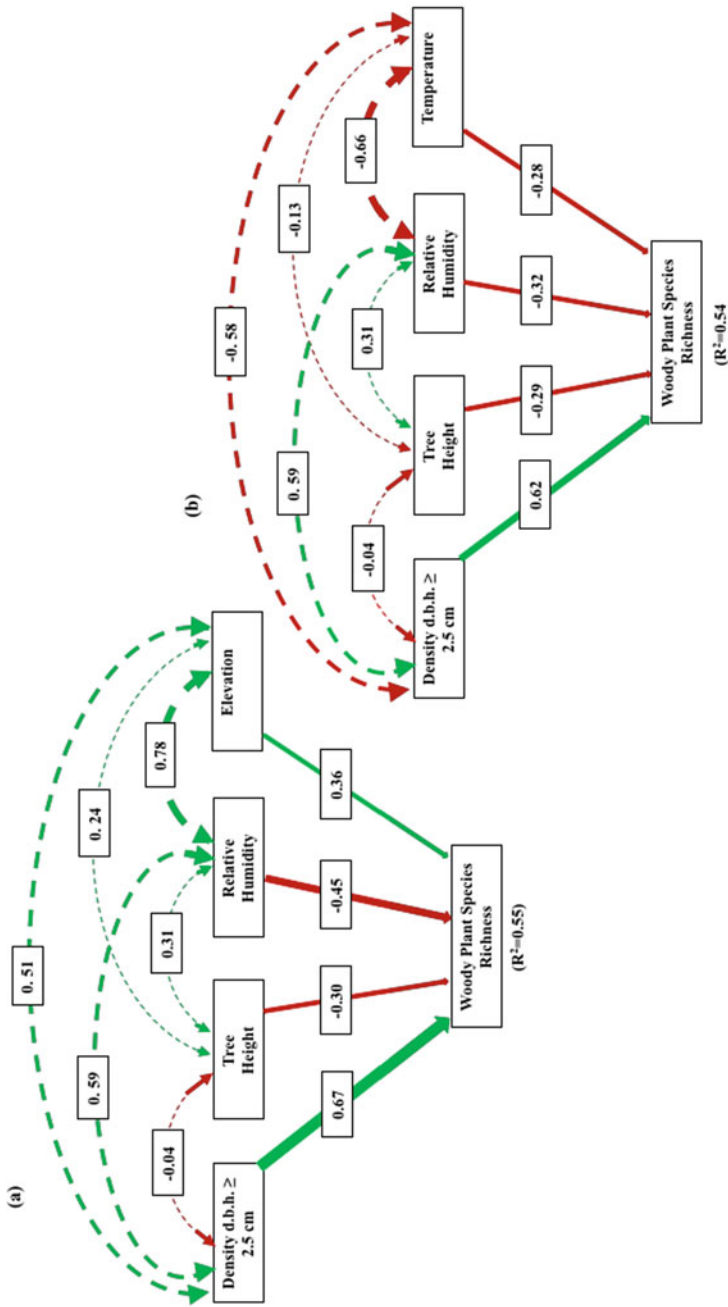 (a)
0. 51
0. 24
0. 59
0.78
0.31
-0.04
Density d.b.h. ≥
2.5 cm
Tree
Height
Relative
Humidity
Elevation
0.67
-0.30
-0.45
0.36
Woody Plant Species
Richness
(R²=0.55)
(b)
-0. 58
-0.13
0. 59
-0.66
0.31
-0.04
Density d.b.h. ≥
2.5 cm
Tree
Height
Relative
Humidity
Temperature
0.62
-0.29
-0.32
-0.28
Woody Plant Species
Richness
(R²=0.54